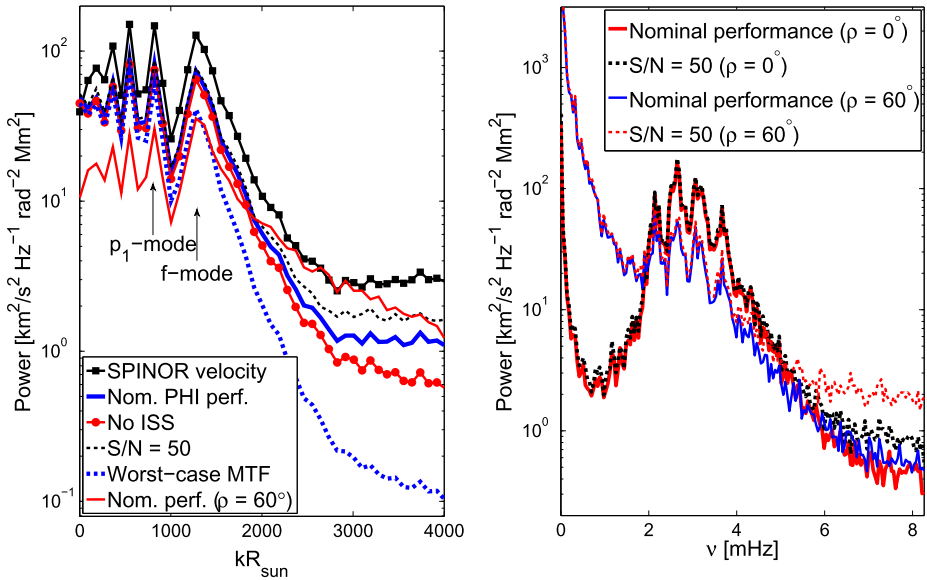 10²
10¹
10⁰
10⁻¹
Power [km²/s² Hz⁻¹ rad⁻² Mm²]
p₁−mode
f−mode
SPINOR velocity
Nom. PHI perf.
No ISS
S/N = 50
Worst−case MTF
Nom. perf. (ρ = 60°)
0 1000 2000 3000 4000
kR_sun
10³
10²
10¹
10⁰
Power [km²/s² Hz⁻¹ rad⁻² Mm²]
Nominal performance (ρ = 0°)
S/N = 50 (ρ = 0°)
Nominal performance (ρ = 60°)
S/N = 50 (ρ = 60°)
0 2 4 6 8
ν [mHz]